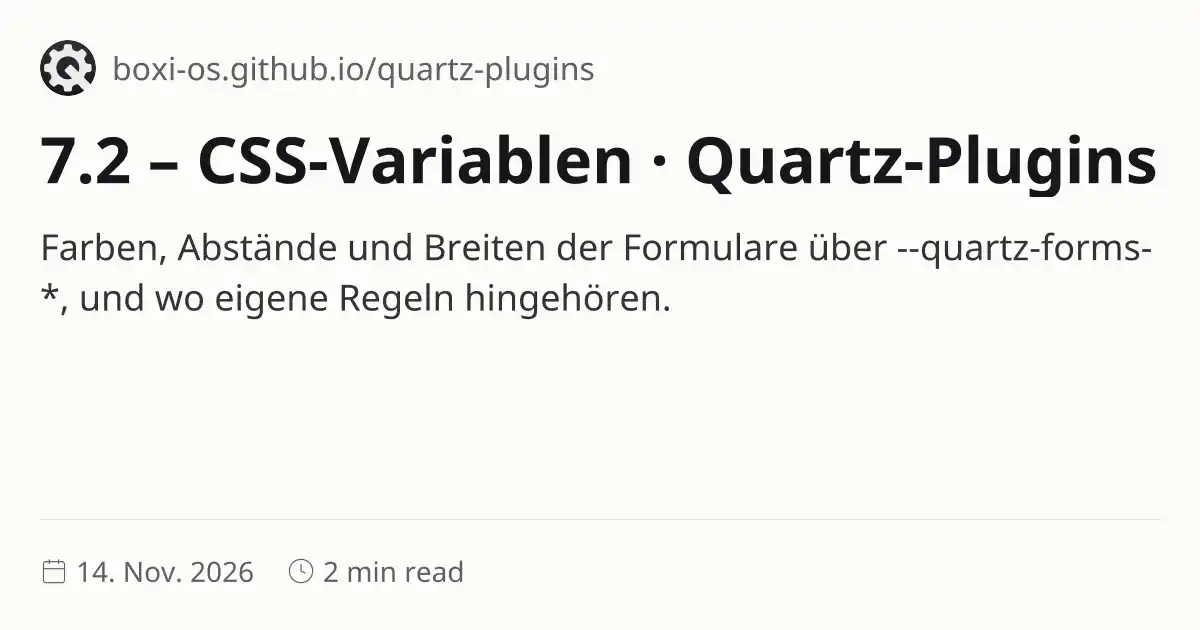 boxi-os.github.io/quartz-plugins
7.2 – CSS-Variablen · Quartz-Plugins
Farben, Abstände und Breiten der Formulare über --quartz-forms-
*, und wo eigene Regeln hingehören.
14. Nov. 2026 2 min read